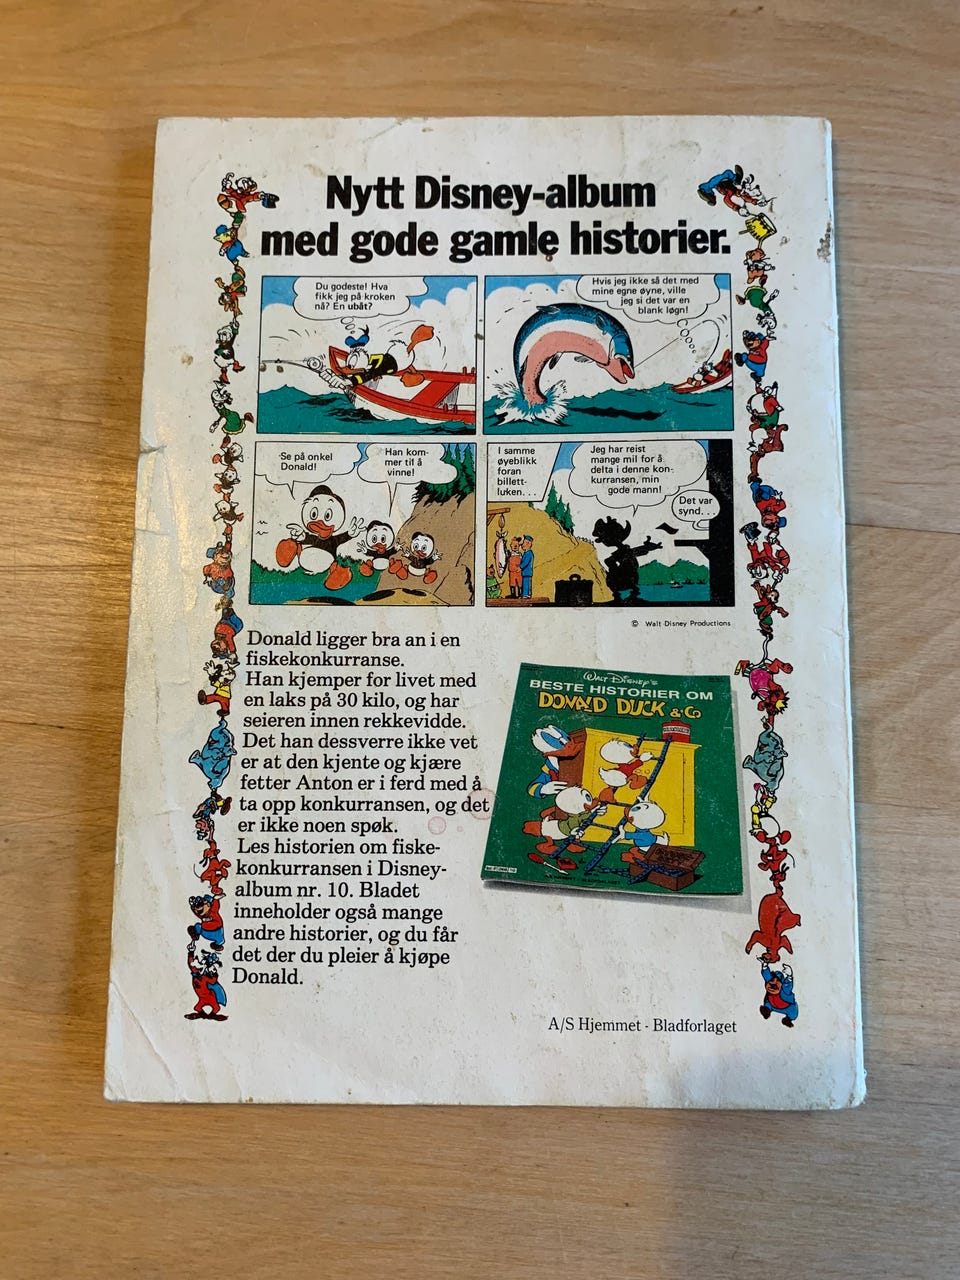 Nytt Disney-album
med gode gamle historier.
Du godeste! Hva
fikk jeg på kroken
nå? En ubåt?
Hvis jeg ikke så det med
mine egne øyne, ville
jeg si det var en
blank løgn!
Se på onkel
Donald!
Han kom-
mer til å
vinne!
I samme
øyeblikk
foran
billett-
luken. . .
Jeg har reist
mange mil for å
delta i denne kon-
kurransen, min
gode mann!
Det var
synd. . .
© Walt Disney Productions
Donald ligger bra an i en
fiskekonkurranse.
Han kjemper for livet med
en laks på 30 kilo, og har
seieren innen rekkevidde.
Det han dessverre ikke vet
er at den kjente og kjære
fetter Anton er i ferd med å
ta opp konkurransen, og det
er ikke noen spøk.
Les historien om fiske-
konkurransen i Disney-
album nr. 10. Bladet
inneholder også mange
andre historier, og du får
det der du pleier å kjøpe
Donald.
WALT DISNEY'S
BESTE HISTORIER OM
DONALD DUCK & Co
A/S Hjemmet - Bladforlaget